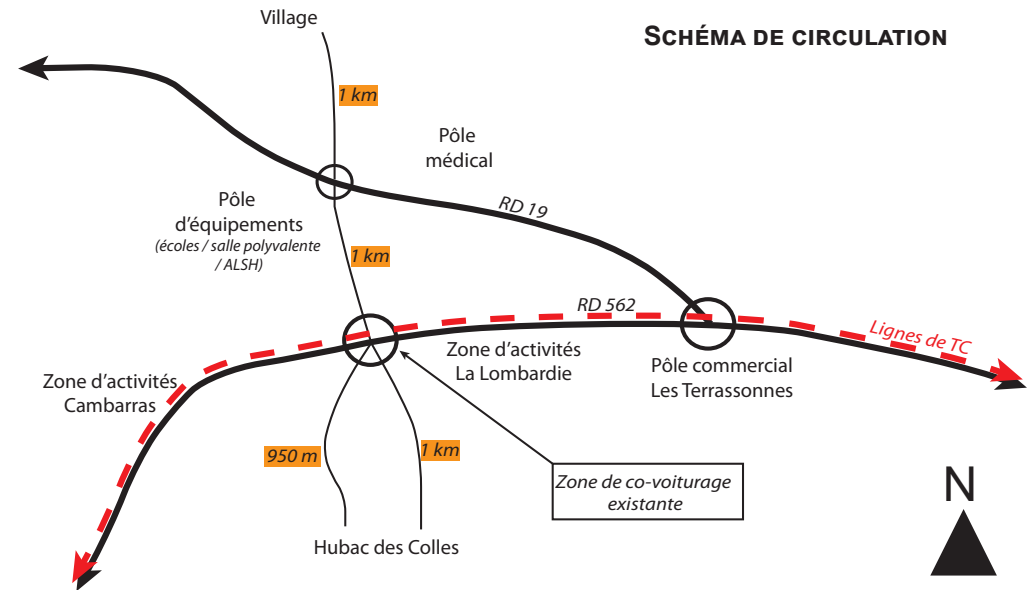 SCHÉMA DE CIRCULATION
Village
1 km
Pôle
médical
Pôle
d'équipements
(écoles / salle polyvalente
/ ALSH)
RD 19
1 km
RD 562
Lignes de TC
Zone d'activités
La Lombardie
Pôle commercial
Les Terrassonnes
Zone d'activités
Cambarras
950 m
1 km
Zone de co-voiturage
existante
Hubac des Colles
N